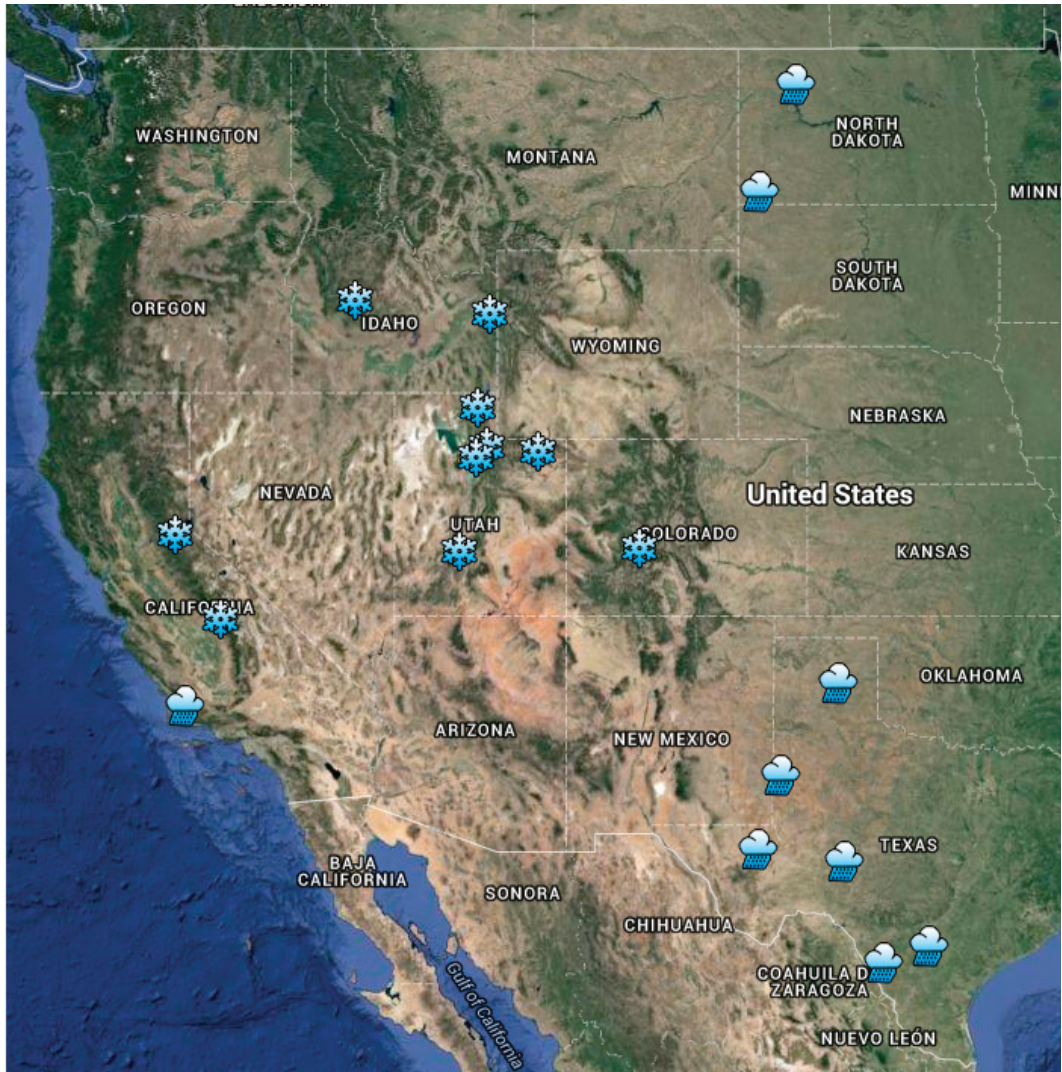 WASHINGTON
MONTANA
NORTH
DAKOTA
MINN
OREGON
IDAHO
SOUTH
DAKOTA
WYOMING
NEBRASKA
NEVADA
UTAH
COLORADO
United States
KANSAS
CALIFORNIA
OKLAHOMA
ARIZONA
NEW MEXICO
TEXAS
BAJA
CALIFORNIA
SONORA
CHIHUAHUA
COAHUILA D
ZARAGOZA
Gulf of California
NUEVO LEÓN